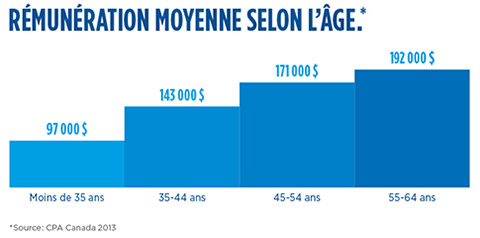 RÉMUNÉRATION MOYENNE SELON L'ÂGE.*
192 000 $
171 000 $
143 000 $
97 000 $
Moins de 35 ans 35-44 ans 45-54 ans 55-64 ans
*Source: CPA Canada 2013